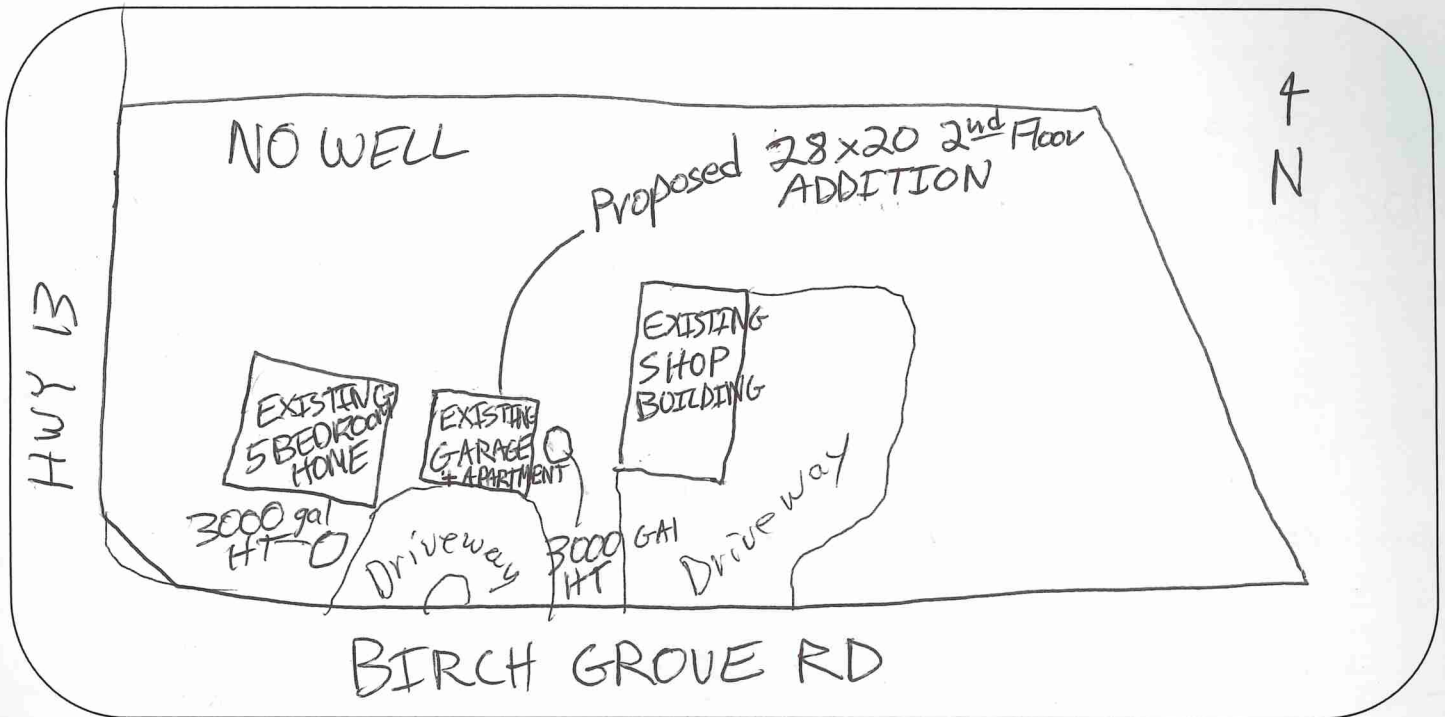 NO WELL
Proposed 28x20 2nd Floor
ADDITION
4
N
HWY 13
EXISTING
5 BEDROOM
HOME
EXISTING
GARAGE
+ APARTMENT
EXISTING
SHOP
BUILDING
3000 gal
HT
Driveway
3000 GAl
HT
Driveway
BIRCH GROVE RD